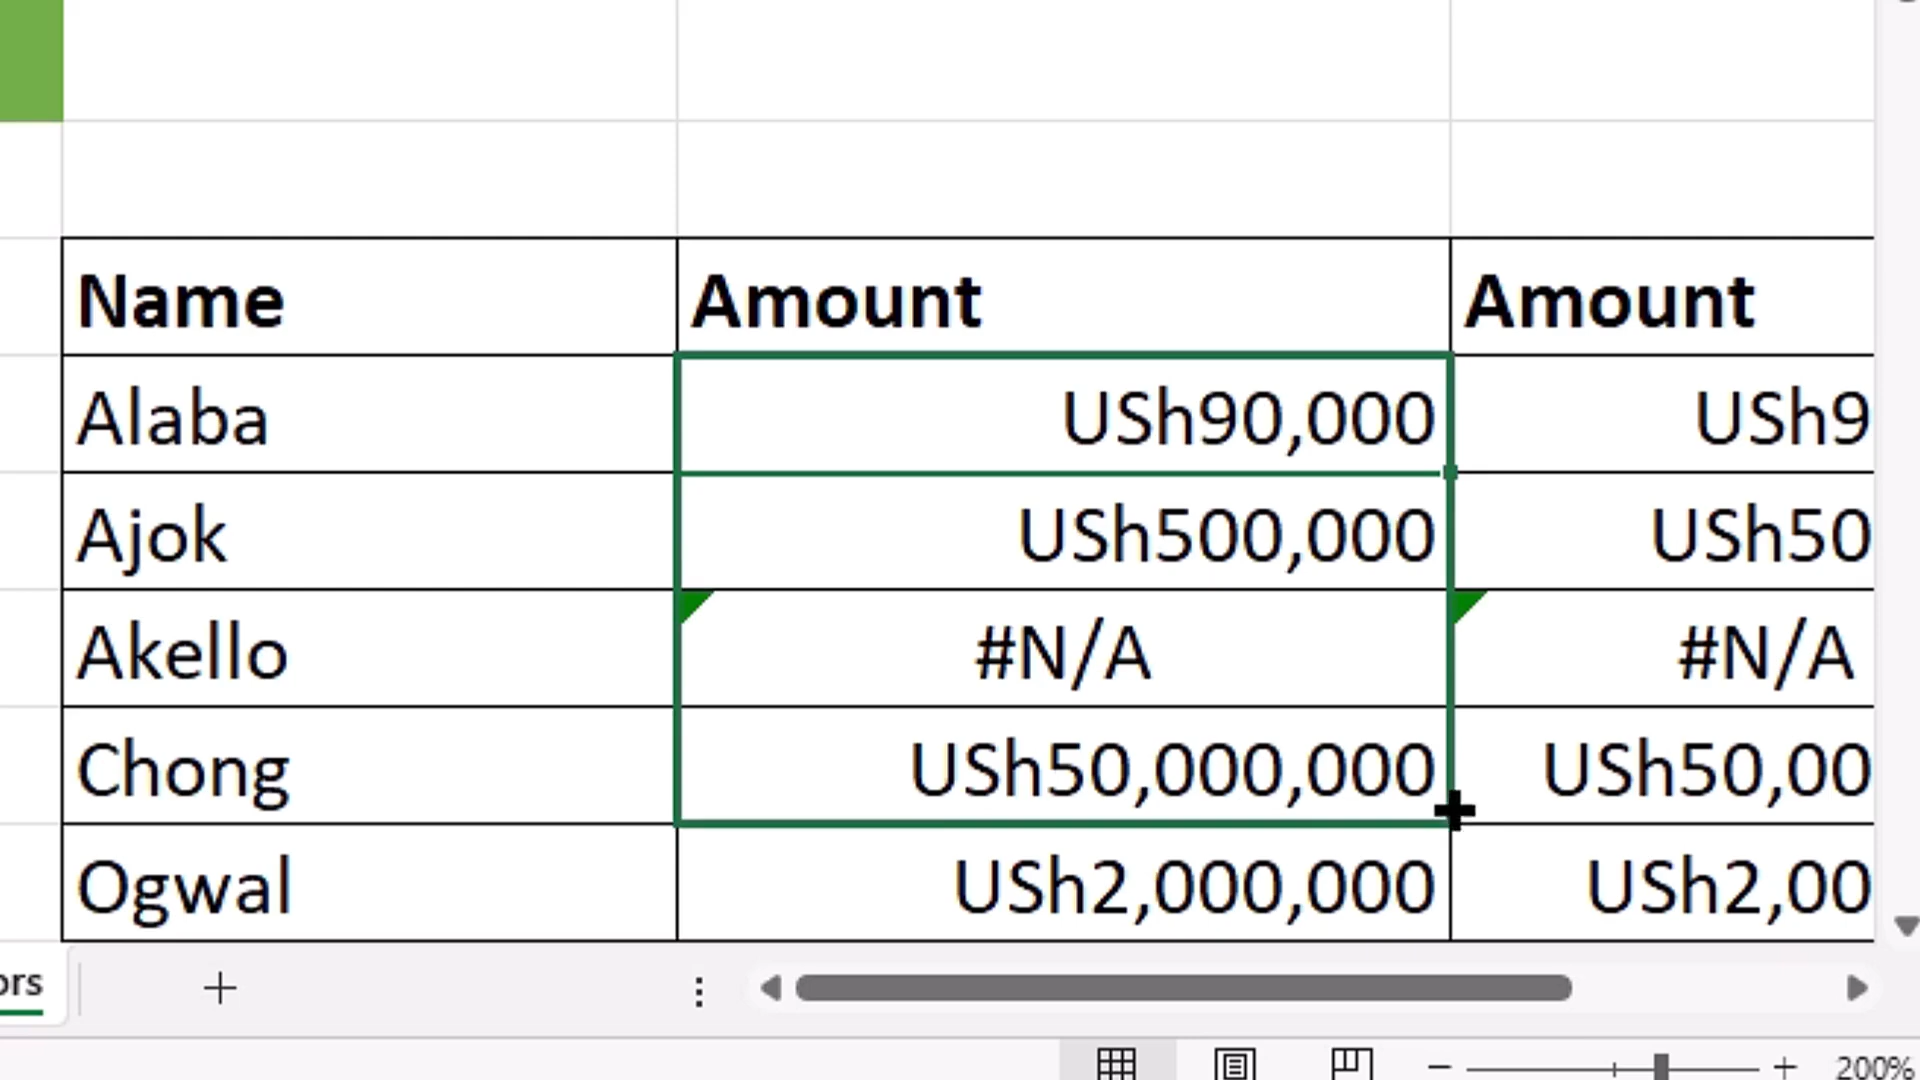 Name Amount Amount
Alaba USh90,000 USh9
Ajok USh500,000 USh50
Akello #N/A #N/A
Chong USh50,000,000 USh50,00
Ogwal USh2,000,000 USh2,00
ors +
− + 200%